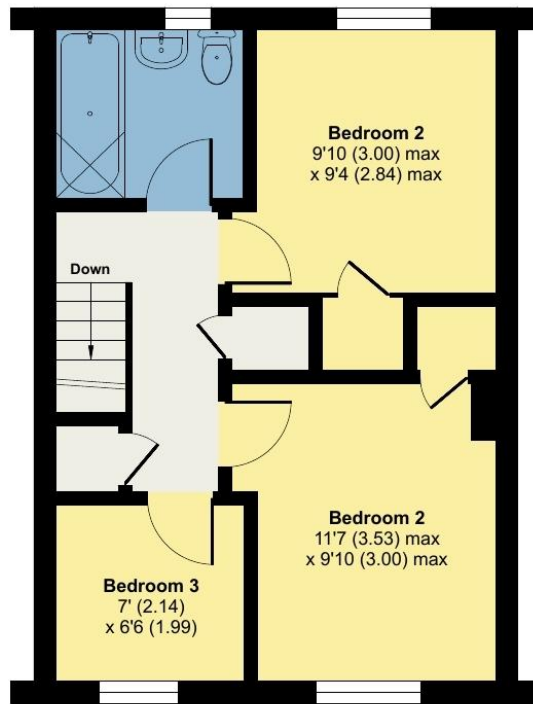 Bedroom 2
9'10 (3.00) max
x 9'4 (2.84) max
Down
Bedroom 2
11'7 (3.53) max
x 9'10 (3.00) max
Bedroom 3
7' (2.14)
x 6'6 (1.99)